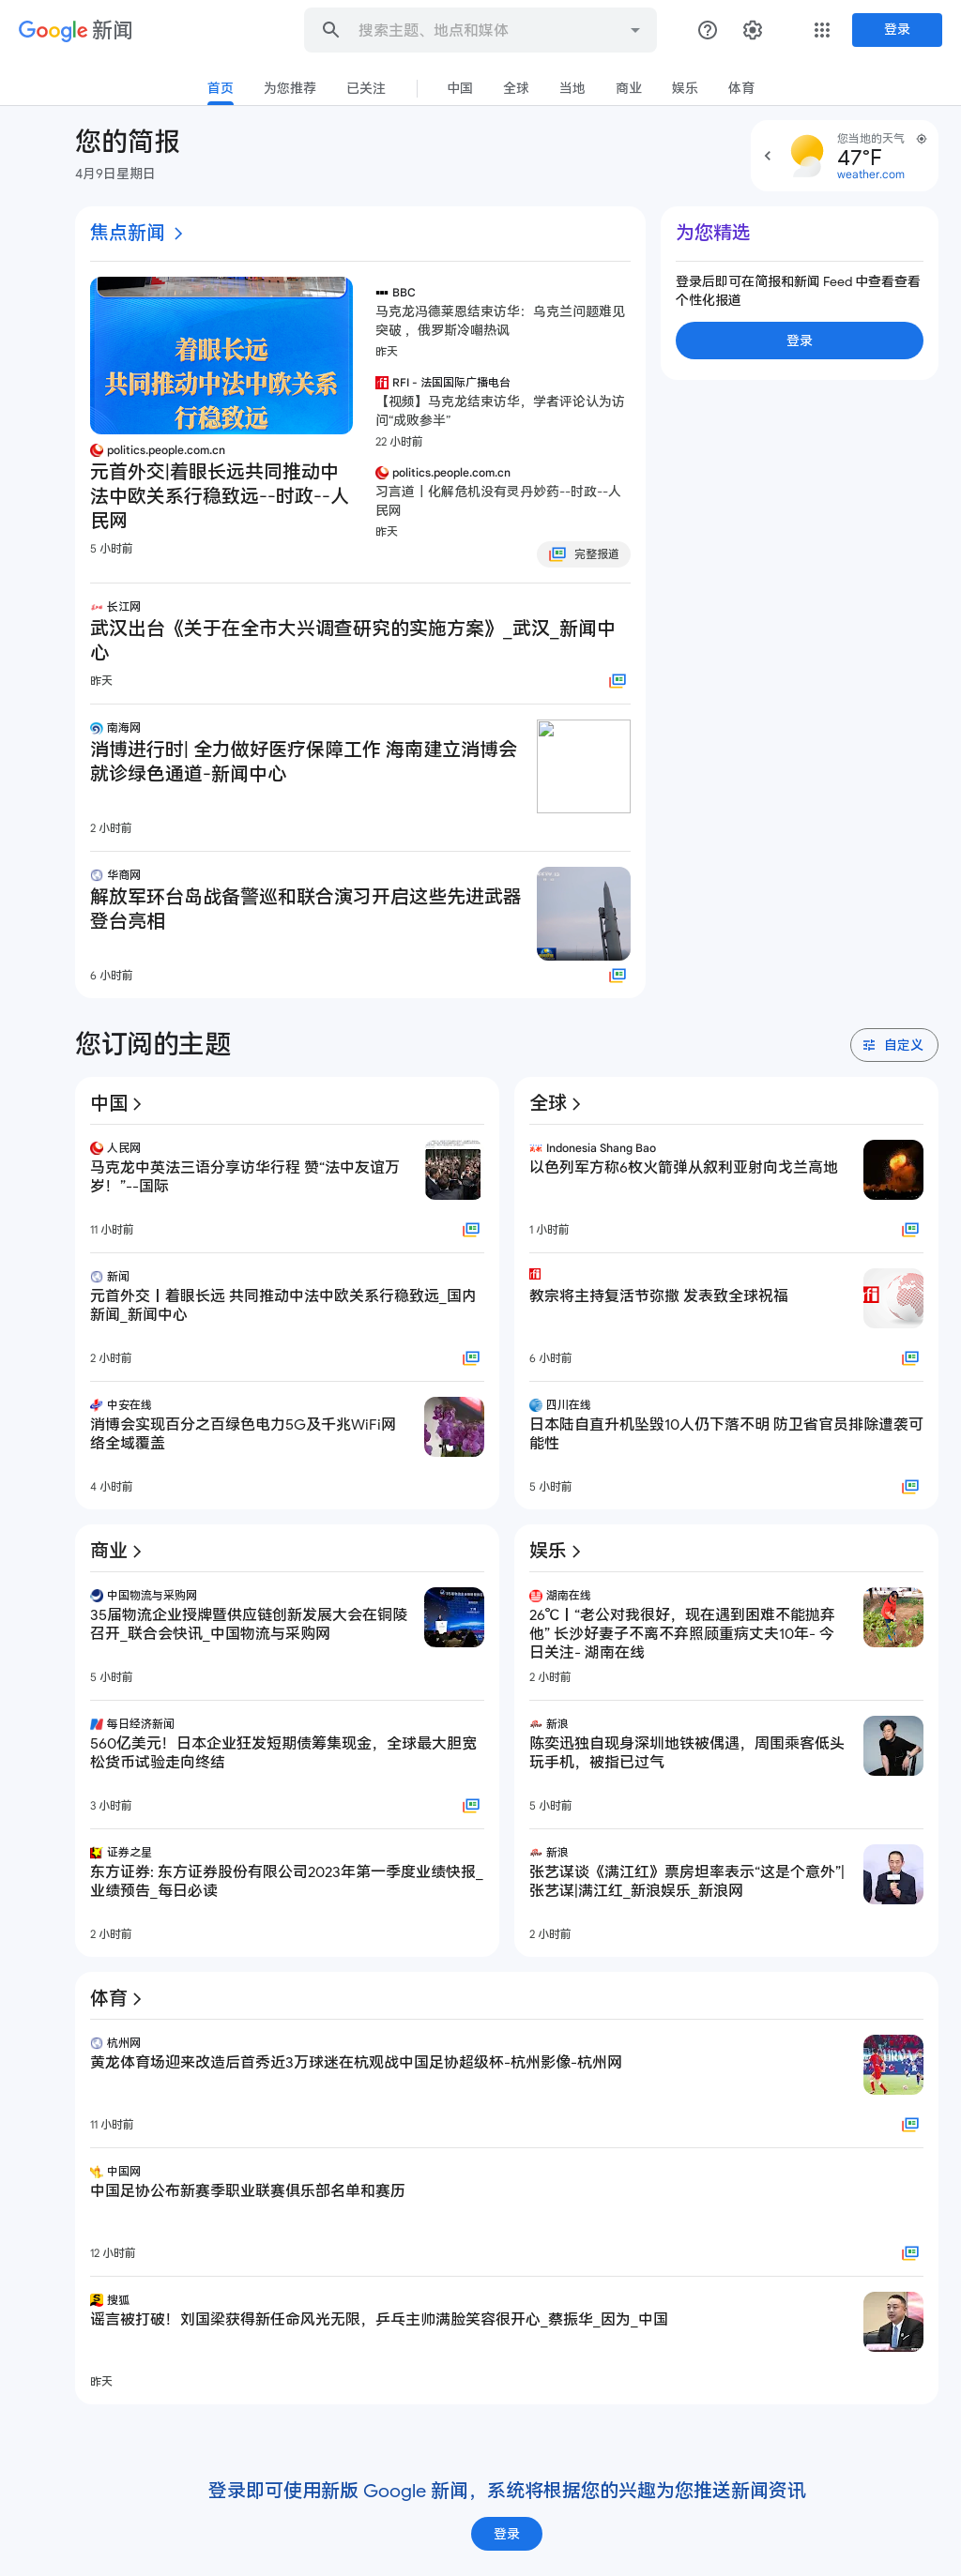 Google 新闻
搜索主题、地点和媒体
登录
首页
为您推荐
已关注
中国
全球
当地
商业
娱乐
体育
您的简报
4月9日星期日
您当地的天气
47°F
weather.com
焦点新闻
着眼长远
共同推动中法中欧关系
行稳致远
politics.people.com.cn
元首外交|着眼长远共同推动中
法中欧关系行稳致远--时政--人
民网
5 小时前
BBC
马克龙冯德莱恩结束访华：乌克兰问题难见
突破 ，俄罗斯冷嘲热讽
昨天
RFI - 法国国际广播电台
【视频】马克龙结束访华，学者评论认为访
问“成败参半”
22 小时前
politics.people.com.cn
习言道丨化解危机没有灵丹妙药--时政--人
民网
昨天
完整报道
长江网
武汉出台《关于在全市大兴调查研究的实施方案》_武汉_新闻中
心
昨天
南海网
消博进行时| 全力做好医疗保障工作 海南建立消博会
就诊绿色通道-新闻中心
2 小时前
华商网
解放军环台岛战备警巡和联合演习开启这些先进武器
登台亮相
6 小时前
为您精选
登录后即可在简报和新闻 Feed 中查看查看
个性化报道
登录
您订阅的主题
自定义
中国
人民网
马克龙中英法三语分享访华行程 赞“法中友谊万
岁！”--国际
11 小时前
新闻
元首外交丨着眼长远 共同推动中法中欧关系行稳致远_国内
新闻_新闻中心
2 小时前
中安在线
消博会实现百分之百绿色电力5G及千兆WiFi网
络全域覆盖
4 小时前
全球
Indonesia Shang Bao
以色列军方称6枚火箭弹从叙利亚射向戈兰高地
1 小时前
教宗将主持复活节弥撒 发表致全球祝福
6 小时前
四川在线
日本陆自直升机坠毁10人仍下落不明 防卫省官员排除遭袭可
能性
5 小时前
商业
中国物流与采购网
35届物流企业授牌暨供应链创新发展大会在铜陵
召开_联合会快讯_中国物流与采购网
5 小时前
每日经济新闻
560亿美元！日本企业狂发短期债筹集现金，全球最大胆宽
松货币试验走向终结
3 小时前
证券之星
东方证券: 东方证券股份有限公司2023年第一季度业绩快报_
业绩预告_每日必读
2 小时前
娱乐
湖南在线
26℃丨“老公对我很好，现在遇到困难不能抛弃
他” 长沙好妻子不离不弃照顾重病丈夫10年- 今
日关注- 湖南在线
2 小时前
新浪
陈奕迅独自现身深圳地铁被偶遇，周围乘客低头
玩手机，被指已过气
5 小时前
新浪
张艺谋谈《满江红》票房坦率表示“这是个意外”|
张艺谋|满江红_新浪娱乐_新浪网
2 小时前
体育
杭州网
黄龙体育场迎来改造后首秀近3万球迷在杭观战中国足协超级杯-杭州影像-杭州网
11 小时前
中国网
中国足协公布新赛季职业联赛俱乐部名单和赛历
12 小时前
搜狐
谣言被打破！刘国梁获得新任命风光无限，乒乓主帅满脸笑容很开心_蔡振华_因为_中国
昨天
登录即可使用新版 Google 新闻，系统将根据您的兴趣为您推送新闻资讯
登录